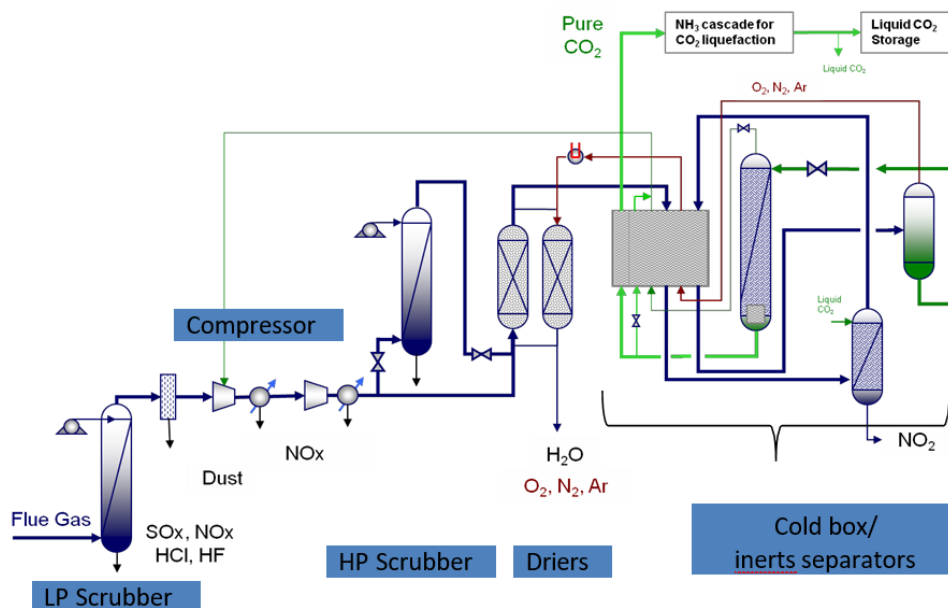 Pure
CO₂
NH₃ cascade for
CO₂ liquefaction
Liquid CO₂
Storage
Liquid CO₂
O₂, N₂, Ar
Compressor
Liquid
CO₂
NOx
Dust
H₂O
O₂, N₂, Ar
NO₂
Flue Gas
SOx, NOx
HCl, HF
LP Scrubber
HP Scrubber
Driers
Cold box/
inerts separators